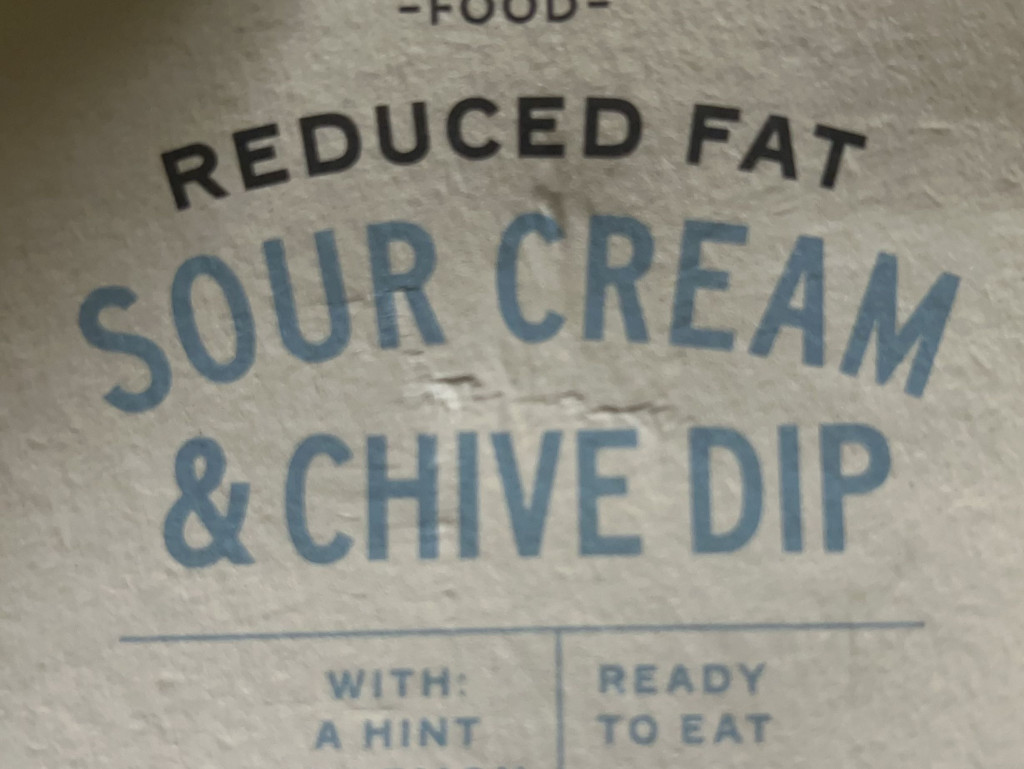 -FOOD-
REDUCED FAT
SOUR CREAM
& CHIVE DIP
WITH:
A HINT
READY
TO EAT